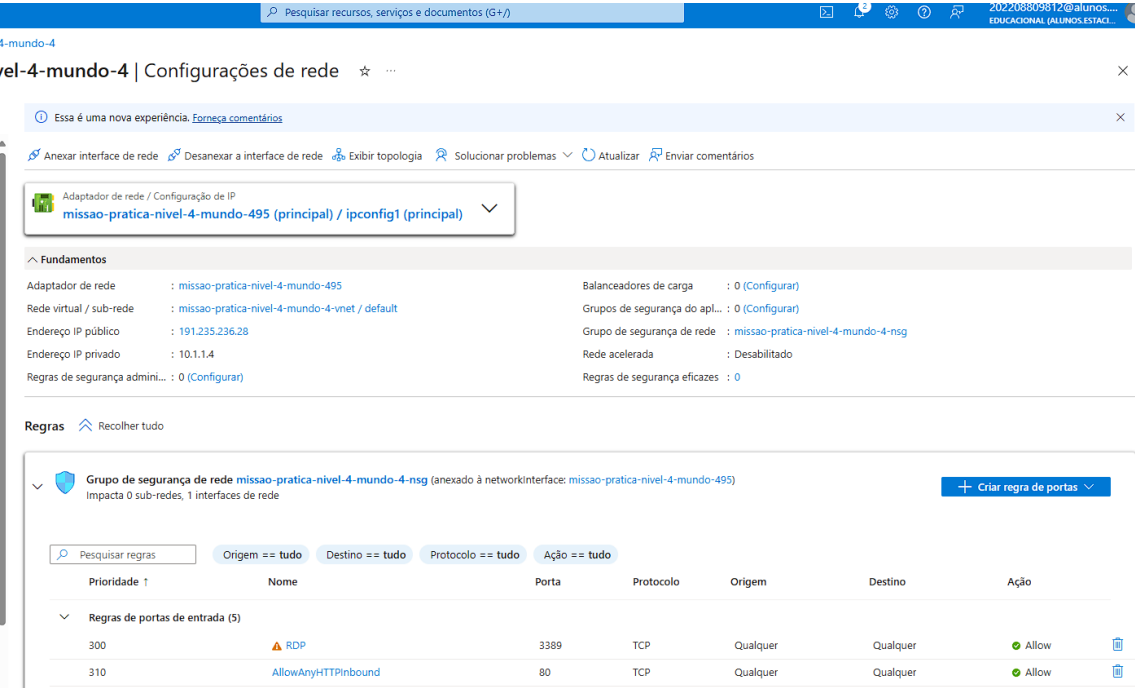 Pesquisar recursos, serviços e documentos (G+/)
2
202208809812@alunos....
EDUCACIONAL (ALUNOS.ESTACI...
4-mundo-4
vel-4-mundo-4 | Configurações de rede
Essa é uma nova experiência. Forneça comentários
Anexar interface de rede Desanexar a interface de rede Exibir topologia Solucionar problemas Atualizar Enviar comentários
Adaptador de rede / Configuração de IP
missao-pratica-nivel-4-mundo-495 (principal) / ipconfig1 (principal)
Fundamentos
Adaptador de rede : missao-pratica-nivel-4-mundo-495 Balanceadores de carga : 0 (Configurar)
Rede virtual / sub-rede : missao-pratica-nivel-4-mundo-4-vnet / default Grupos de segurança do apl... : 0 (Configurar)
Endereço IP público : 191.235.236.28 Grupo de segurança de rede : missao-pratica-nivel-4-mundo-4-nsg
Endereço IP privado : 10.1.1.4 Rede acelerada : Desabilitado
Regras de segurança admini... : 0 (Configurar) Regras de segurança eficazes : 0
Regras Recolher tudo
Grupo de segurança de rede missao-pratica-nivel-4-mundo-4-nsg (anexado à networkInterface: missao-pratica-nivel-4-mundo-495)
Impacta 0 sub-redes, 1 interfaces de rede
+ Criar regra de portas
Pesquisar regras Origem == tudo Destino == tudo Protocolo == tudo Ação == tudo
Prioridade ↑ Nome Porta Protocolo Origem Destino Ação
Regras de portas de entrada (5)
300 RDP 3389 TCP Qualquer Qualquer Allow
310 AllowAnyHTTPInbound 80 TCP Qualquer Qualquer Allow